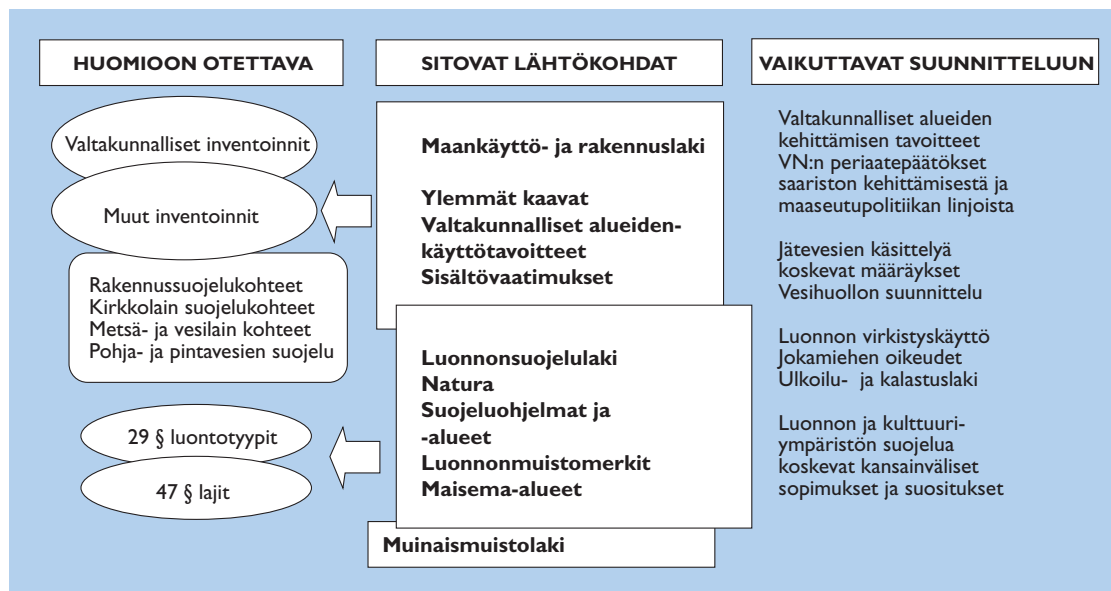 HUOMIOON OTETTAVA
Valtakunnalliset inventoinnit
Muut inventoinnit
Rakennussuojelukohteet
Kirkkolain suojelukohteet
Metsä- ja vesilain kohteet
Pohja- ja pintavesien suojelu
29 § luontotyypit
47 § lajit
SITOVAT LÄHTÖKOHDAT
Maankäyttö- ja rakennuslaki
Ylemmät kaavat
Valtakunnalliset alueiden-
käyttötavoitteet
Sisältövaatimukset
Luonnonsuojelulaki
Natura
Suojeluohjelmat ja
-alueet
Luonnonmuistomerkit
Maisema-alueet
Muinaismuistolaki
VAIKUTTAVAT SUUNNITTELUUN
Valtakunnalliset alueiden
kehittämisen tavoitteet
VN:n periaatepäätökset
saariston kehittämisestä ja
maaseutupolitiikan linjoista
Jätevesien käsittelyä
koskevat määräykset
Vesihuollon suunnittelu
Luonnon virkistyskäyttö
Jokamiehen oikeudet
Ulkoilu- ja kalastuslaki
Luonnon ja kulttuuri-
ympäristön suojelua
koskevat kansainväliset
sopimukset ja suositukset